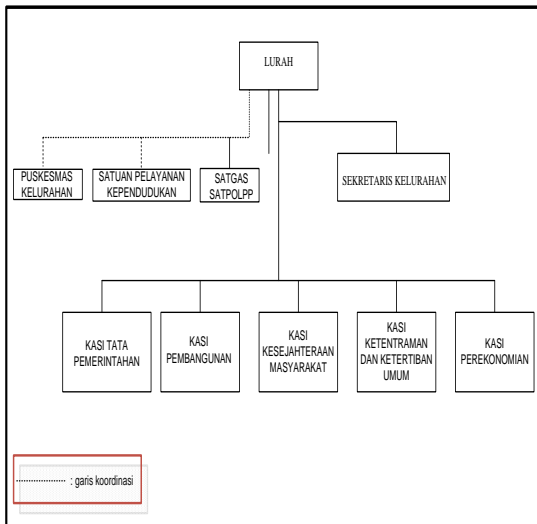 LURAH
PUSKESMAS
KELURAHAN
SATUAN PELAYANAN
KEPENDUDUKAN
SATGAS
SATPOLPP
SEKRETARIS KELURAHAN
KASI TATA
PEMERINTAHAN
KASI
PEMBANGUNAN
KASI
KESEJAHTERAAN
MASYARAKAT
KASI
KETENTRAMAN
DAN KETERTIBAN
UMUM
KASI
PEREKONOMIAN
: garis koordinasi